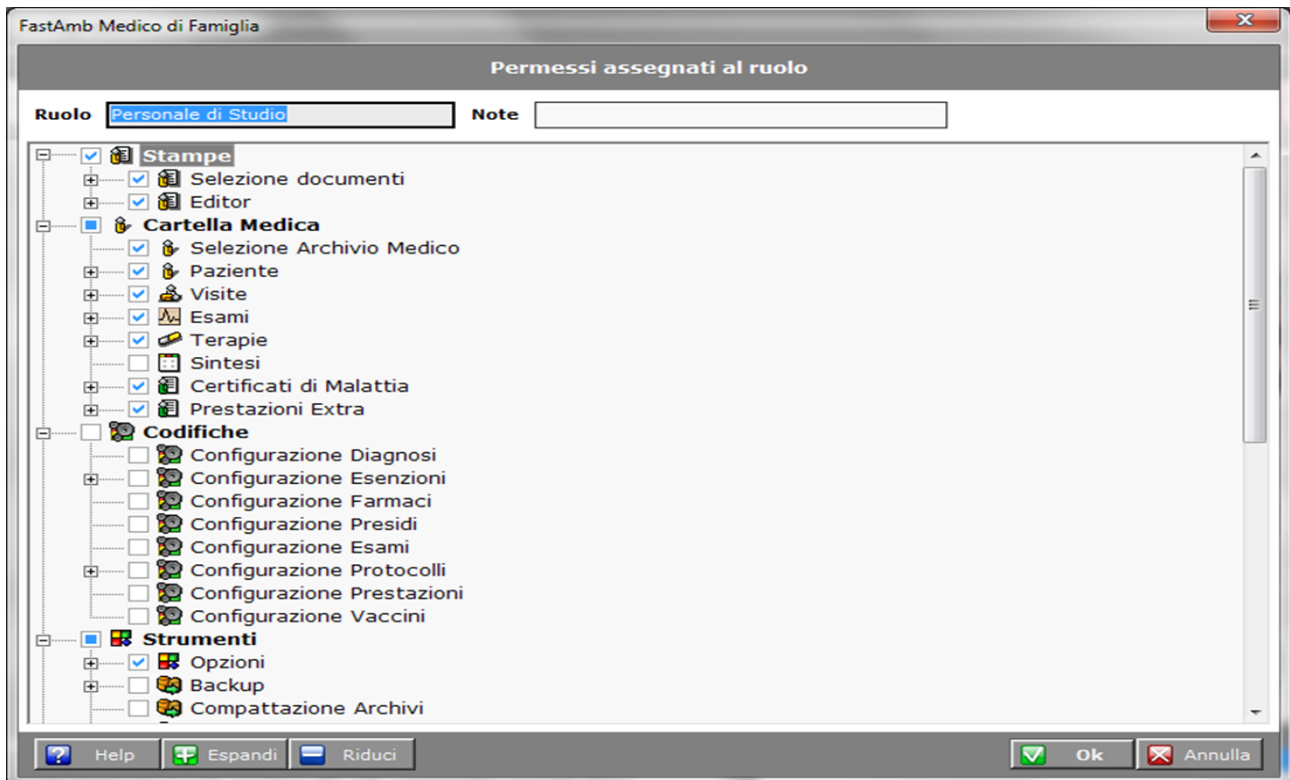 FastAmb Medico di Famiglia
Permessi assegnati al ruolo
Ruolo Personale di Studio Note
Stampe
Selezione documenti
Editor
Cartella Medica
Selezione Archivio Medico
Paziente
Visite
Esami
Terapie
Sintesi
Certificati di Malattia
Prestazioni Extra
Codifiche
Configurazione Diagnosi
Configurazione Esenzioni
Configurazione Farmaci
Configurazione Presidi
Configurazione Esami
Configurazione Protocolli
Configurazione Prestazioni
Configurazione Vaccini
Strumenti
Opzioni
Backup
Compattazione Archivi
Help Espandi Riduci Ok Annulla